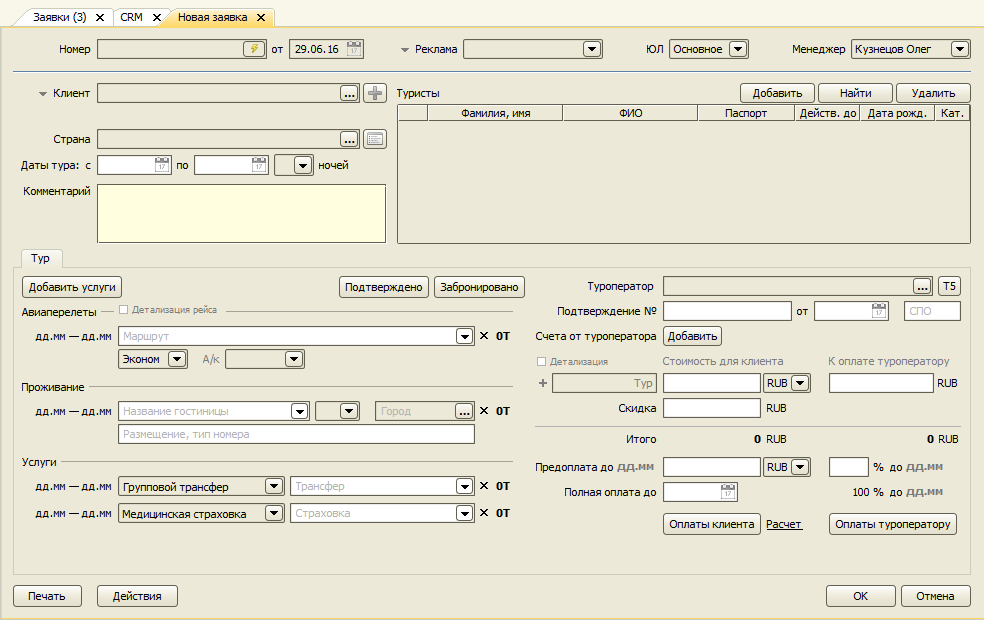 Заявки (3) CRM Новая заявка
Номер от 29.06.16 17 Реклама ЮЛ Основное Менеджер Кузнецов Олег
Клиент ... Туристы Добавить Найти Удалить
Фамилия, имя ФИО Паспорт Действ. до Дата рожд. Кат.
Страна ...
Даты тура: с 17 по 17 ночей
Комментарий
Тур
Добавить услуги Подтверждено Забронировано Туроператор ... T5
Авиаперелеты Детализация рейса Подтверждение № от 17 СПО
дд.мм — дд.мм Маршрут 0Т Счета от туроператора Добавить
Эконом А/к Детализация Стоимость для клиента К оплате туроператору
Проживание + Тур RUB RUB
дд.мм — дд.мм Название гостиницы Город ... 0Т Скидка RUB
Размещение, тип номера Итого 0 RUB 0 RUB
Услуги Предоплата до дд.мм RUB % до дд.мм
дд.мм — дд.мм Групповой трансфер Трансфер 0Т Полная оплата до 17 100 % до дд.мм
дд.мм — дд.мм Медицинская страховка Страховка 0Т Оплаты клиента Расчет Оплаты туроператору
Печать Действия OK Отмена